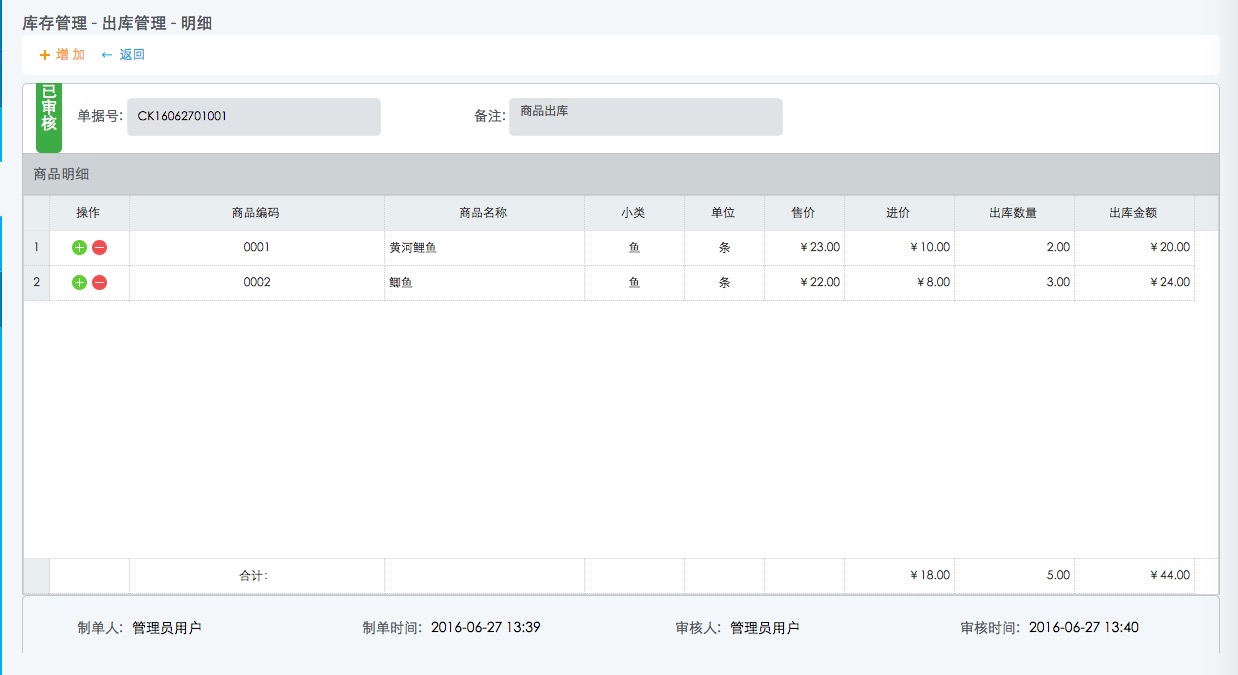 库存管理 - 出库管理 - 明细
+ 增 加 ← 返回
已审核
单据号: CK16062701001 备注: 商品出库
商品明细
操作 商品编码 商品名称 小类 单位 售价 进价 出库数量 出库金额
1 0001 黄河鲤鱼 鱼 条 ¥23.00 ¥10.00 2.00 ¥20.00
2 0002 鲫鱼 鱼 条 ¥22.00 ¥8.00 3.00 ¥24.00
合计: ¥18.00 5.00 ¥44.00
制单人: 管理员用户 制单时间: 2016-06-27 13:39 审核人: 管理员用户 审核时间: 2016-06-27 13:40